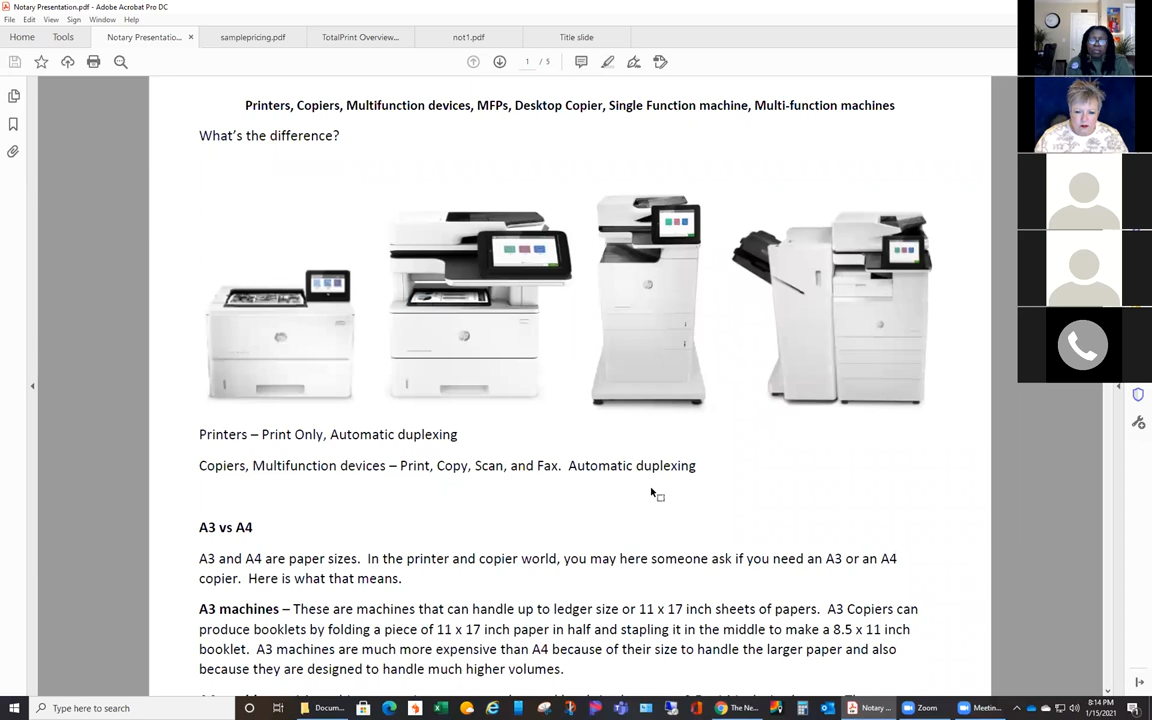 Notary Presentation.pdf - Adobe Acrobat Pro DC
File Edit View Sign Window Help
Home Tools Notary Presentatio... × samplepricing.pdf TotalPrint Overview... not1.pdf Title slide
1 / 5
Printers, Copiers, Multifunction devices, MFPs, Desktop Copier, Single Function machine, Multi-function machines
What's the difference?
Printers – Print Only, Automatic duplexing
Copiers, Multifunction devices – Print, Copy, Scan, and Fax. Automatic duplexing
A3 vs A4
A3 and A4 are paper sizes. In the printer and copier world, you may here someone ask if you need an A3 or an A4
copier. Here is what that means.
A3 machines – These are machines that can handle up to ledger size or 11 x 17 inch sheets of papers. A3 Copiers can
produce booklets by folding a piece of 11 x 17 inch paper in half and stapling it in the middle to make a 8.5 x 11 inch
booklet. A3 machines are much more expensive than A4 because of their size to handle the larger paper and also
because they are designed to handle much higher volumes.
Type here to search Docum... The Ne... Notary ... Zoom Meetin... 8:14 PM
1/15/2021